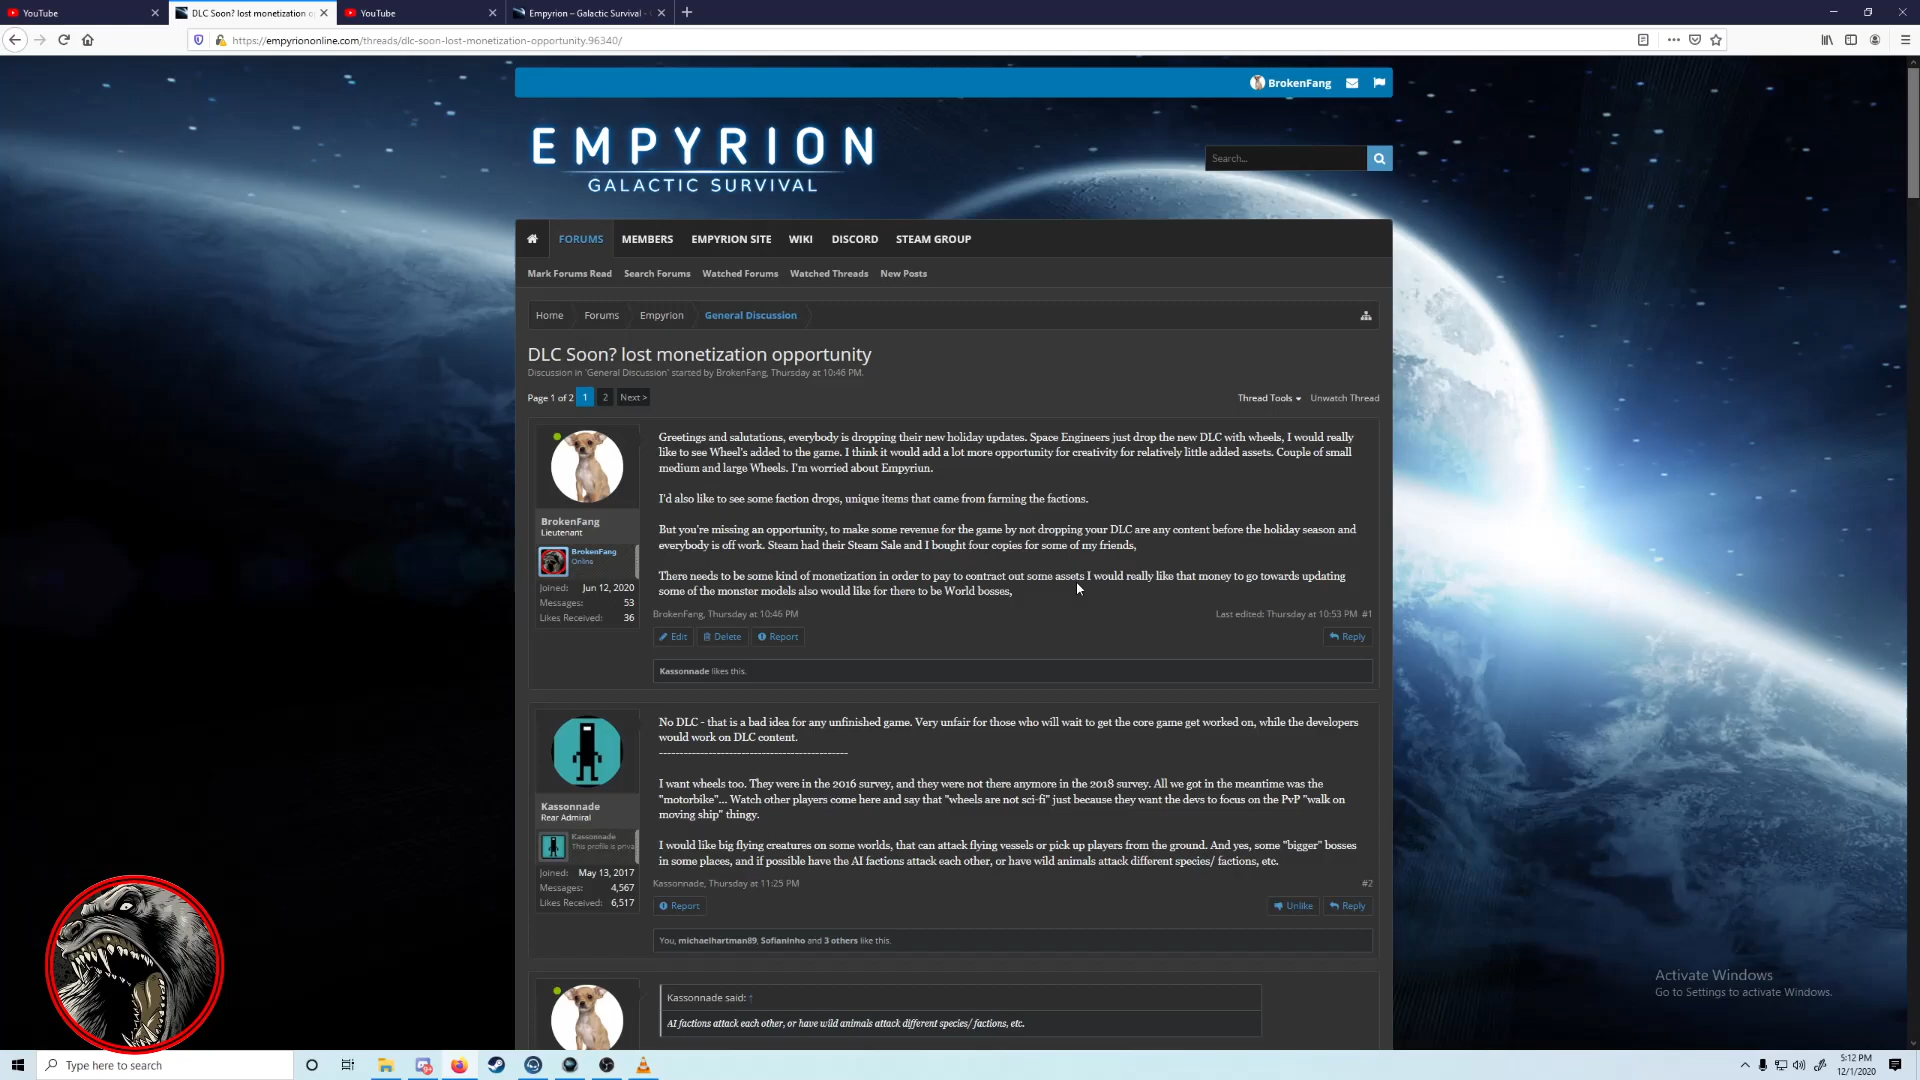 YouTube
DLC Soon? lost monetization o
YouTube
Empyrion – Galactic Survival -
https://empyriononline.com/threads/dlc-soon-lost-monetization-opportunity.96340/
BrokenFang
EMPYRION
GALACTIC SURVIVAL
Search...
FORUMS MEMBERS EMPYRION SITE WIKI DISCORD STEAM GROUP
Mark Forums Read Search Forums Watched Forums Watched Threads New Posts
Home Forums Empyrion General Discussion
DLC Soon? lost monetization opportunity
Discussion in 'General Discussion' started by BrokenFang, Thursday at 10:46 PM.
Page 1 of 2 1 2 Next >
Thread Tools Unwatch Thread
Greetings and salutations, everybody is dropping their new holiday updates. Space Engineers just drop the new DLC with wheels, I would really
like to see Wheel's added to the game. I think it would add a lot more opportunity for creativity for relatively little added assets. Couple of small
medium and large Wheels. I'm worried about Empyriun.
I'd also like to see some faction drops, unique items that came from farming the factions.
But you're missing an opportunity, to make some revenue for the game by not dropping your DLC are any content before the holiday season and
everybody is off work. Steam had their Steam Sale and I bought four copies for some of my friends,
There needs to be some kind of monetization in order to pay to contract out some assets I would really like that money to go towards updating
some of the monster models also would like for there to be World bosses,
BrokenFang
Lieutenant
BrokenFang
Online
Joined: Jun 12, 2020
Messages: 53
Likes Received: 36
BrokenFang, Thursday at 10:46 PM
Last edited: Thursday at 10:53 PM #1
Edit Delete Report
Reply
Kassonnade likes this.
No DLC - that is a bad idea for any unfinished game. Very unfair for those who will wait to get the core game get worked on, while the developers
would work on DLC content.
-----------------------------------------------
I want wheels too. They were in the 2016 survey, and they were not there anymore in the 2018 survey. All we got in the meantime was the
"motorbike"... Watch other players come here and say that "wheels are not sci-fi" just because they want the devs to focus on the PvP "walk on
moving ship" thingy.
I would like big flying creatures on some worlds, that can attack flying vessels or pick up players from the ground. And yes, some "bigger" bosses
in some places, and if possible have the AI factions attack each other, or have wild animals attack different species/ factions, etc.
Kassonnade
Rear Admiral
Kassonnade
This profile is priva
Joined: May 13, 2017
Messages: 4,567
Likes Received: 6,517
Kassonnade, Thursday at 11:25 PM
#2
Report
Unlike Reply
You, michaelhartman89, Sofianinho and 3 others like this.
Kassonnade said: ↑
AI factions attack each other, or have wild animals attack different species/ factions, etc.
Activate Windows
Go to Settings to activate Windows.
Type here to search
5:12 PM
12/1/2020